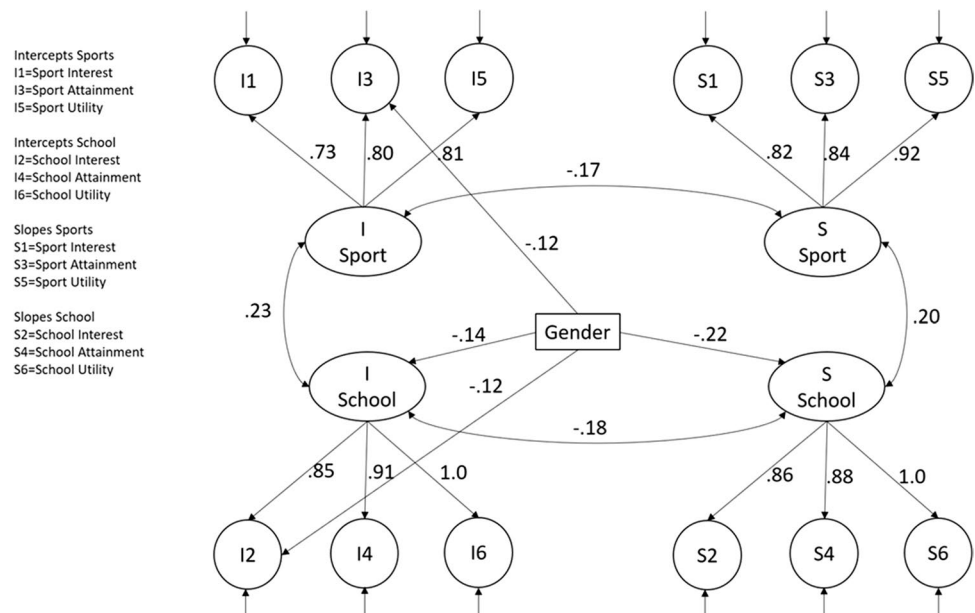 Intercepts Sports
I1=Sport Interest
I3=Sport Attainment
I5=Sport Utility
Intercepts School
I2=School Interest
I4=School Attainment
I6=School Utility
Slopes Sports
S1=Sport Interest
S3=Sport Attainment
S5=Sport Utility
Slopes School
S2=School Interest
S4=School Attainment
S6=School Utility
I1
I3
I5
S1
S3
S5
.73
.80
.81
.82
.84
.92
-.17
I
Sport
S
Sport
-.12
.23
Gender
.20
-.14
-.22
I
School
-.12
S
School
-.18
.85
.91
1.0
.86
.88
1.0
I2
I4
I6
S2
S4
S6